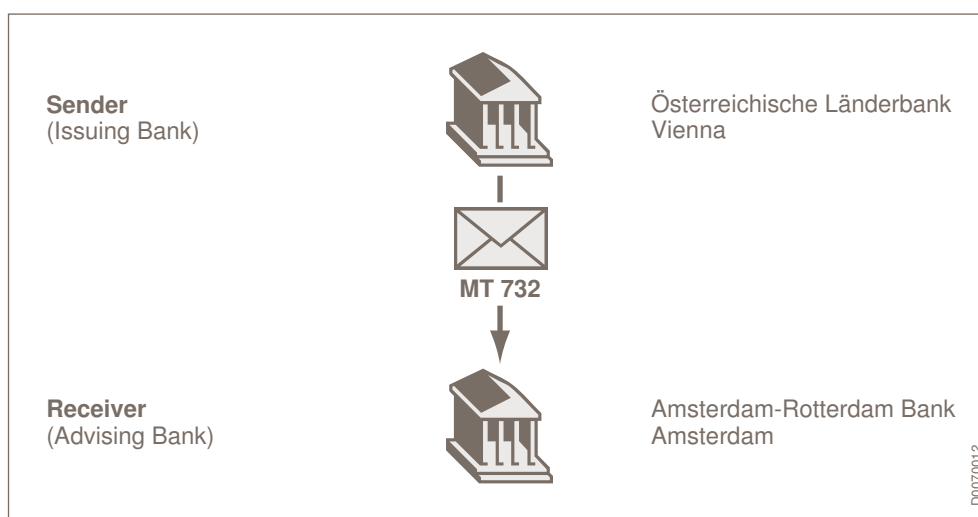 Sender
(Issuing Bank)
Österreichische Länderbank
Vienna
MT 732
Receiver
(Advising Bank)
Amsterdam-Rotterdam Bank
Amsterdam
D0070012